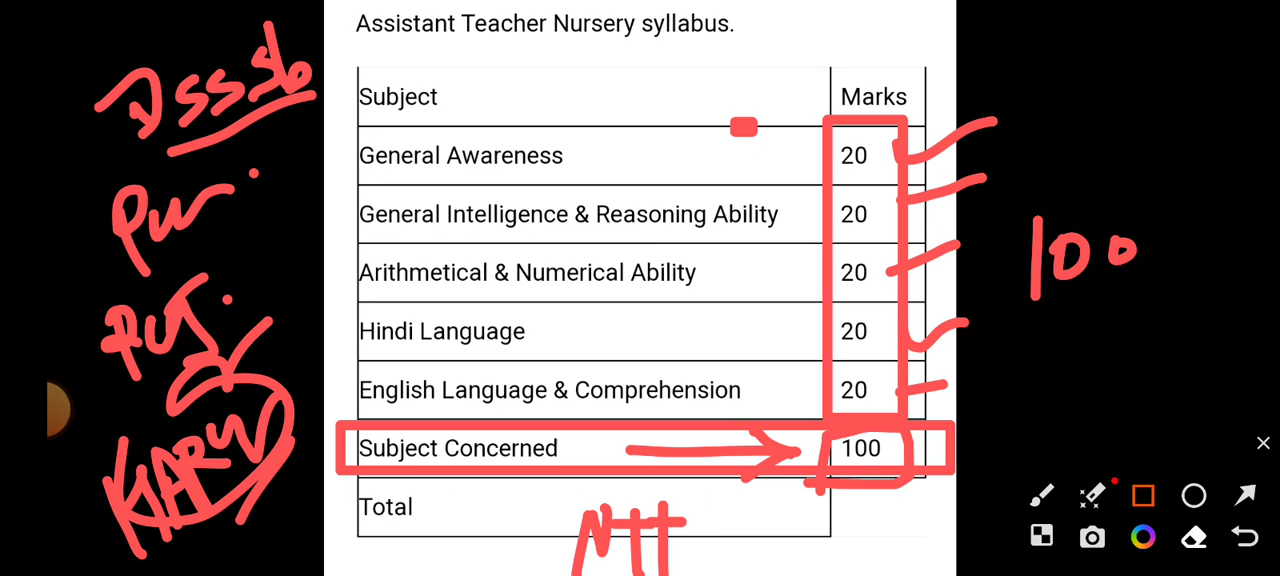 Assistant Teacher Nursery syllabus.
Subject Marks
General Awareness 20
General Intelligence & Reasoning Ability 20
Arithmetical & Numerical Ability 20
Hindi Language 20
English Language & Comprehension 20
Subject Concerned 100
Total
DSSSb
100